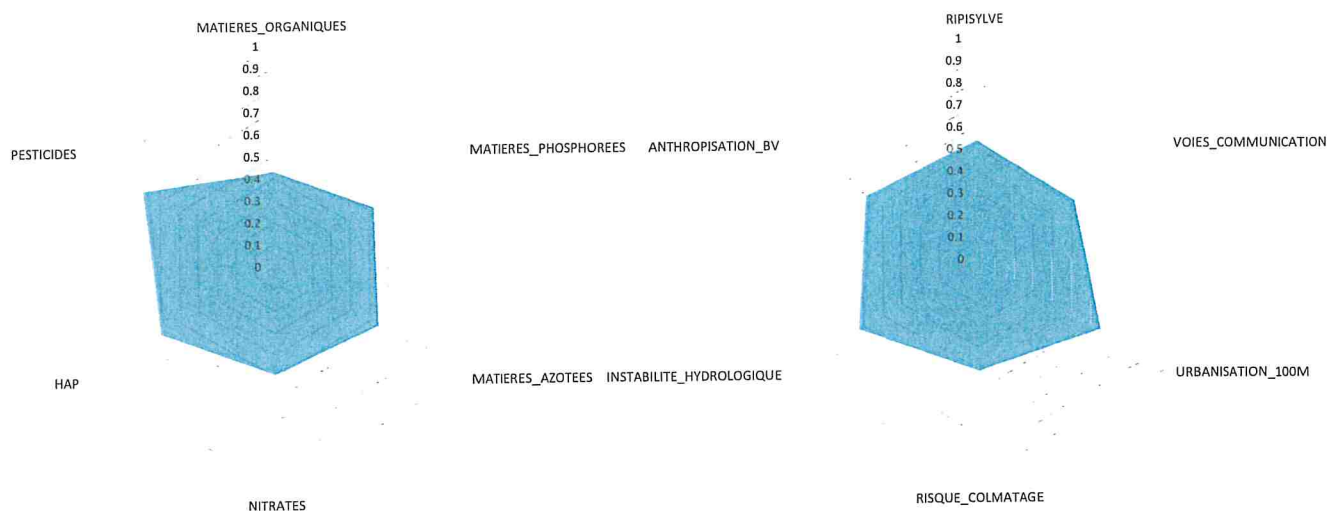 MATIERES_ORGANIQUES
1
0.9
0.8
0.7
0.6
0.5
0.4
0.3
0.2
0.1
0
PESTICIDES
MATIERES_PHOSPHOREES
HAP
MATIERES_AZOTEES
NITRATES
RIPISYLVE
1
0.9
0.8
0.7
0.6
0.5
0.4
0.3
0.2
0.1
0
ANTHROPISATION_BV
VOIES_COMMUNICATION
INSTABILITE_HYDROLOGIQUE
URBANISATION_100M
RISQUE_COLMATAGE